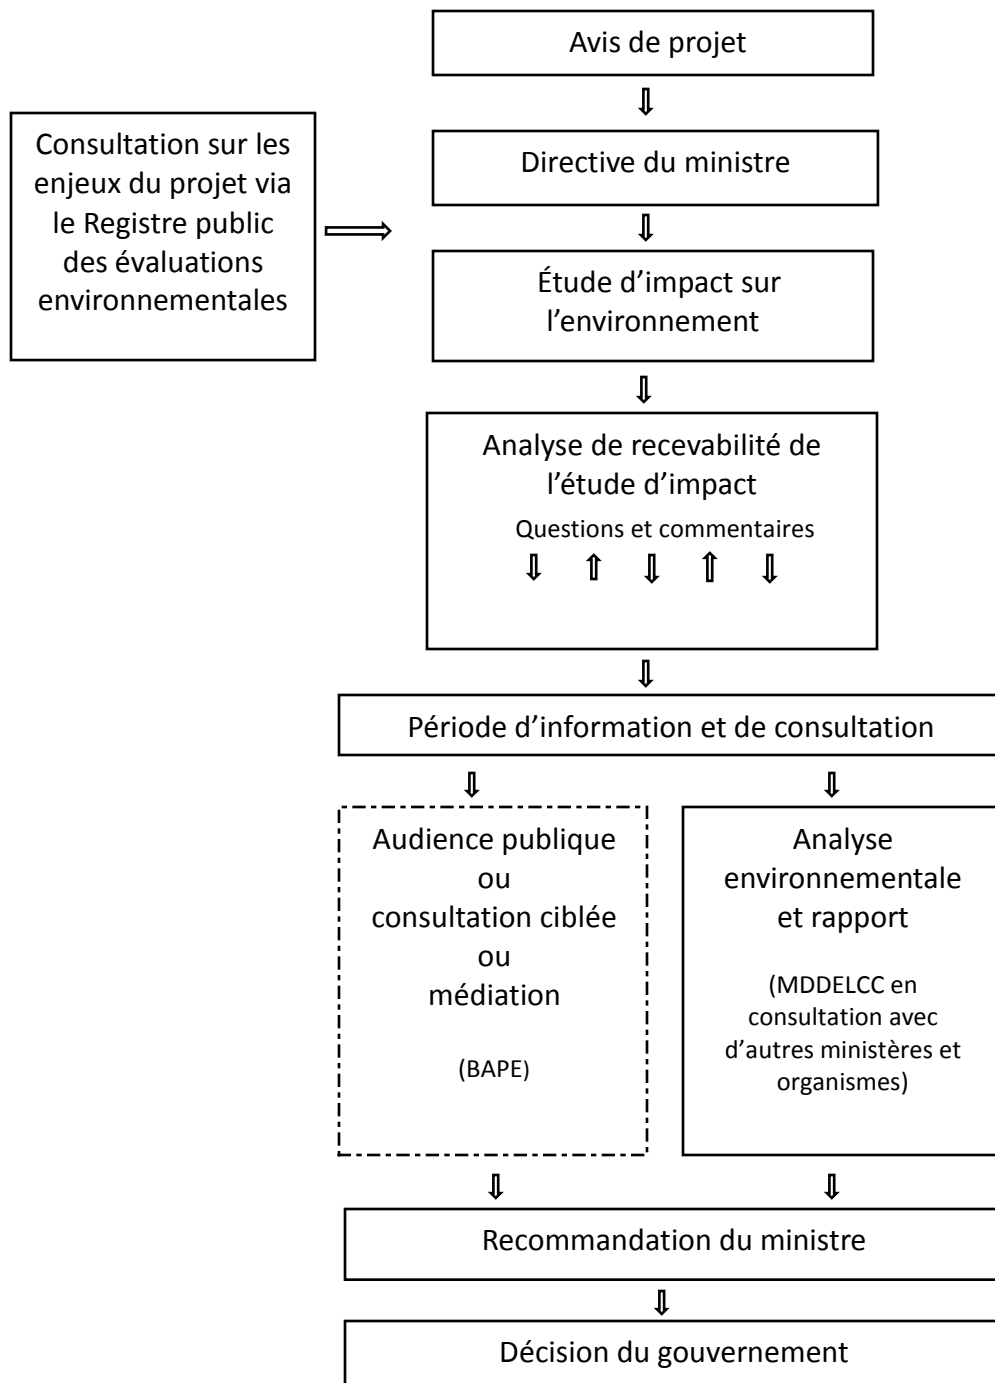 Avis de projet
Consultation sur les
enjeux du projet via
le Registre public
des évaluations
environnementales
Directive du ministre
Étude d’impact sur
l’environnement
Analyse de recevabilité de
l’étude d’impact
Questions et commentaires
Période d’information et de consultation
Audience publique
ou
consultation ciblée
ou
médiation
(BAPE)
Analyse
environnementale
et rapport
(MDDELCC en
consultation avec
d’autres ministères et
organismes)
Recommandation du ministre
Décision du gouvernement